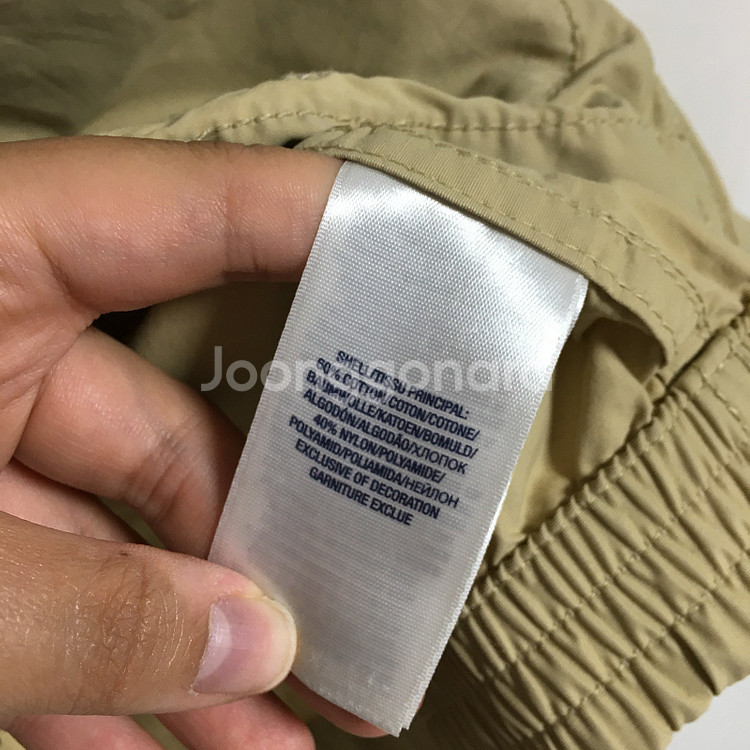 SHELL/TISSU PRINCIPAL:
60% COTTON/COTON/COTONE/
BAUMWOLLE/KATOEN/BOMULD/
ALGODÓN/ALGODÃO/ХЛОПОК
40% NYLON/POLYAMIDE/
POLYAMID/POLIAMIDA/НЕЙЛОН
EXCLUSIVE OF DECORATION
GARNITURE EXCLUE
Joonggonara